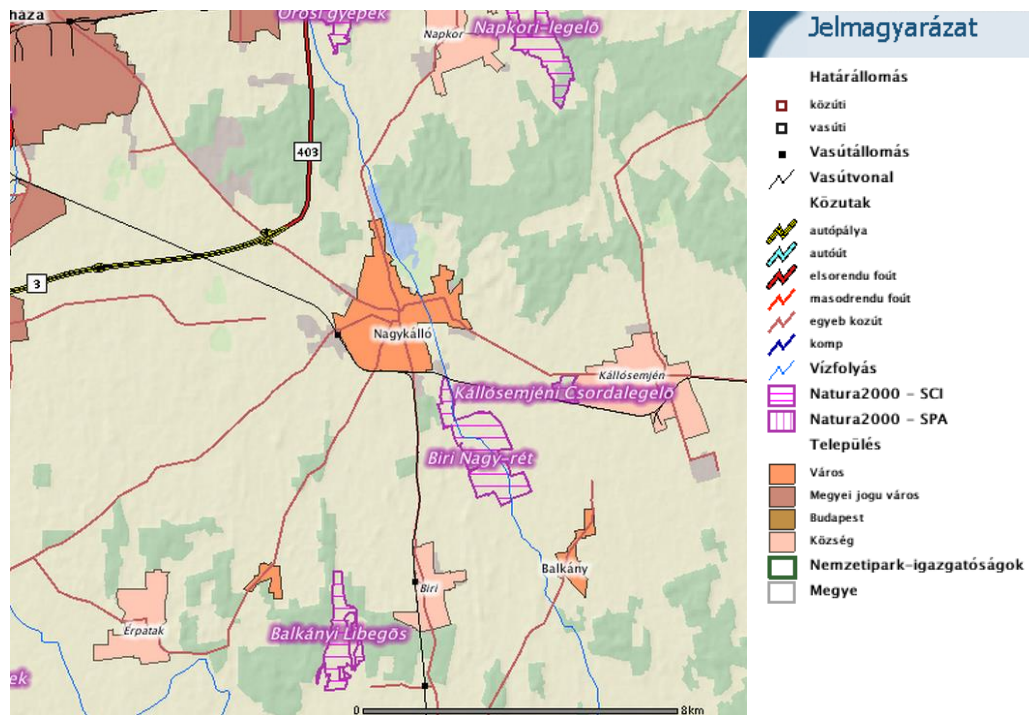 háza
Orosi gyepek
Napkor
Napkori-legelő
403
3
Nagykálló
Kállósemjén
Kállósemjéni Csordalegelő
Biri Nagy-rét
Balkány
Biri
Érpatak
Balkányi Libegős
ek
0
8km
Jelmagyarázat
Határállomás
közúti
vasúti
Vasútállomás
Vasútvonal
Közutak
autópálya
autóút
elsorendu foút
masodrendu foút
egyeb kozút
komp
Vízfolyás
Natura2000 - SCI
Natura2000 - SPA
Település
Város
Megyei jogu város
Budapest
Község
Nemzetipark-igazgatóságok
Megye